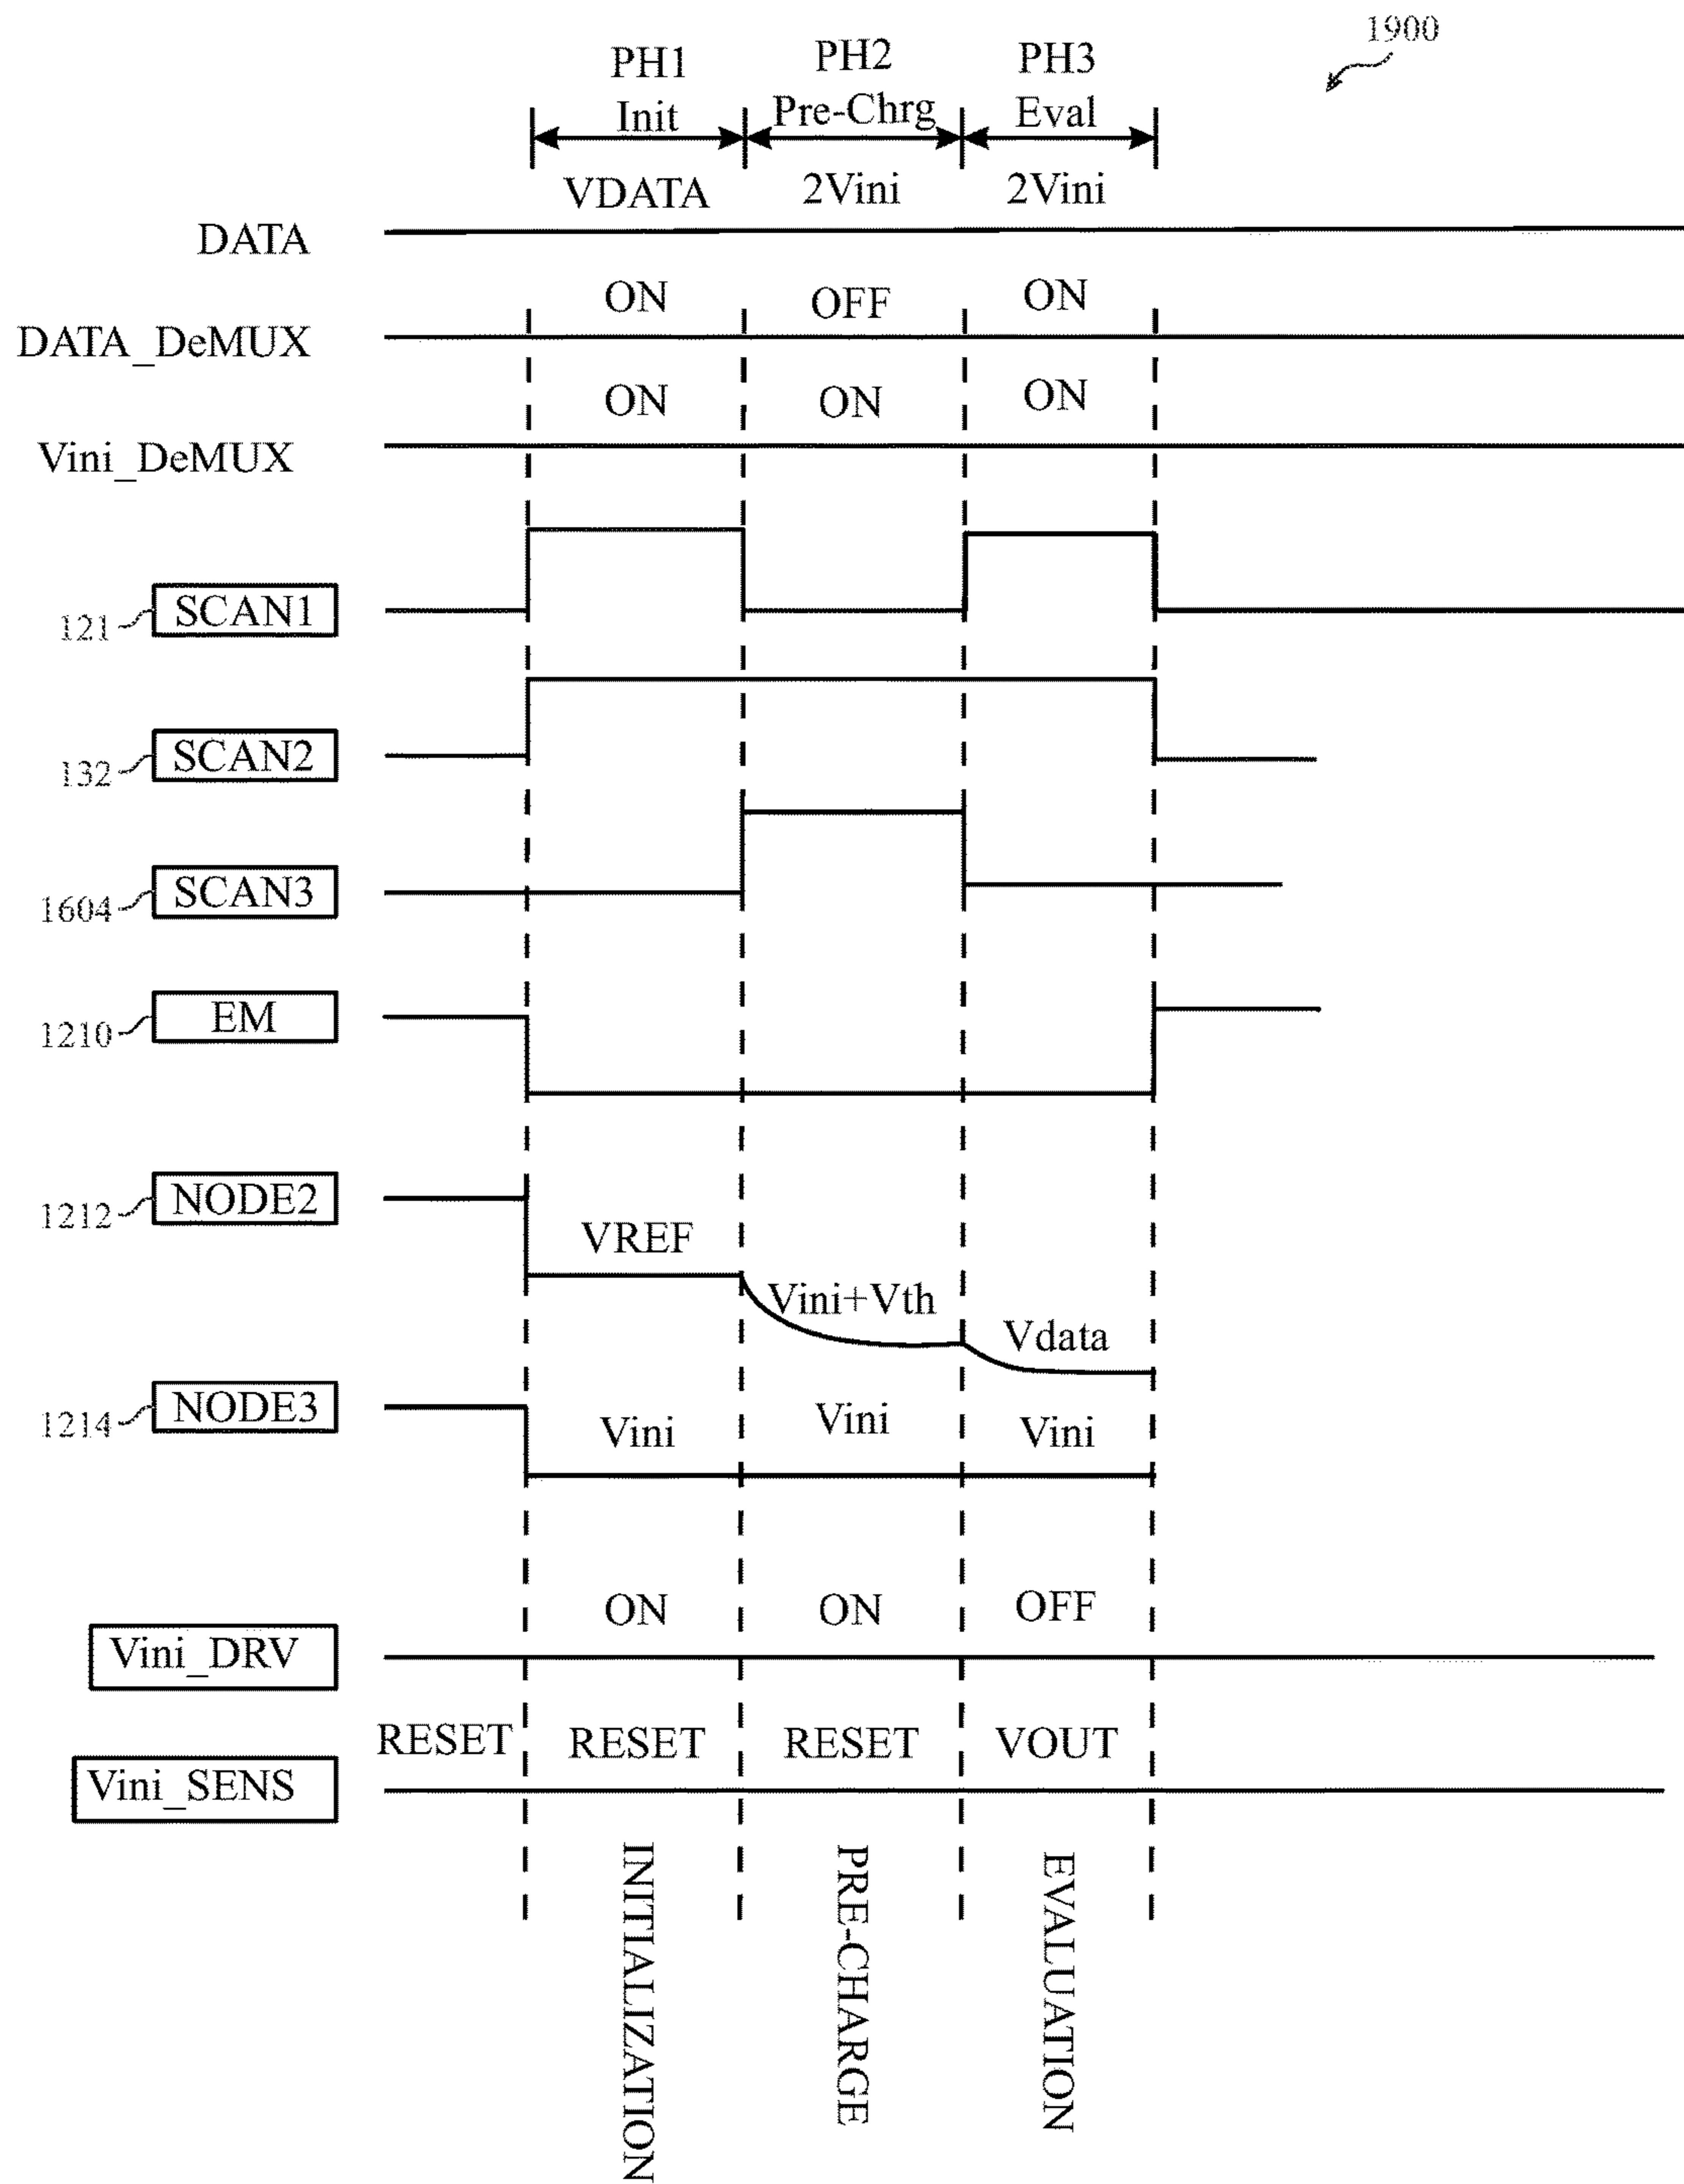 1900
PH1 PH2 PH3
Init Pre-Chrg Eval
VDATA 2Vini 2Vini
DATA
ON OFF ON
DATA_DeMUX
ON ON ON
Vini_DeMUX
121 SCAN1
132 SCAN2
1604 SCAN3
1210 EM
1212 NODE2
VREF
Vini+Vth
Vdata
1214 NODE3
Vini Vini Vini
ON ON OFF
Vini_DRV
RESET RESET RESET VOUT
Vini_SENS
INITIALIZATION
PRE-CHARGE
EVALUATION